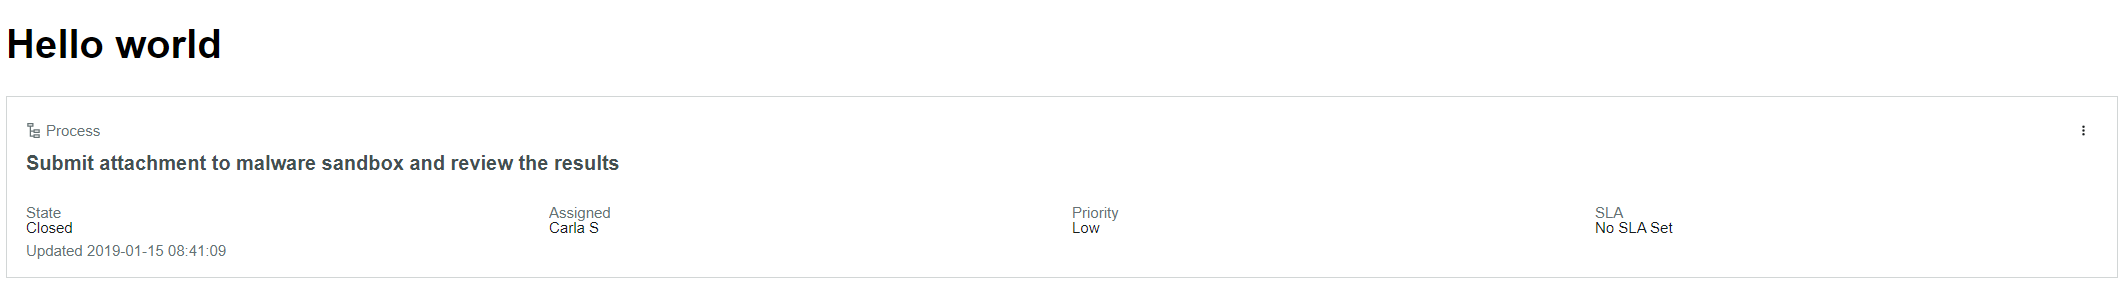 Hello world
Process
Submit attachment to malware sandbox and review the results
State Assigned Priority SLA
Closed Carla S Low No SLA Set
Updated 2019-01-15 08:41:09